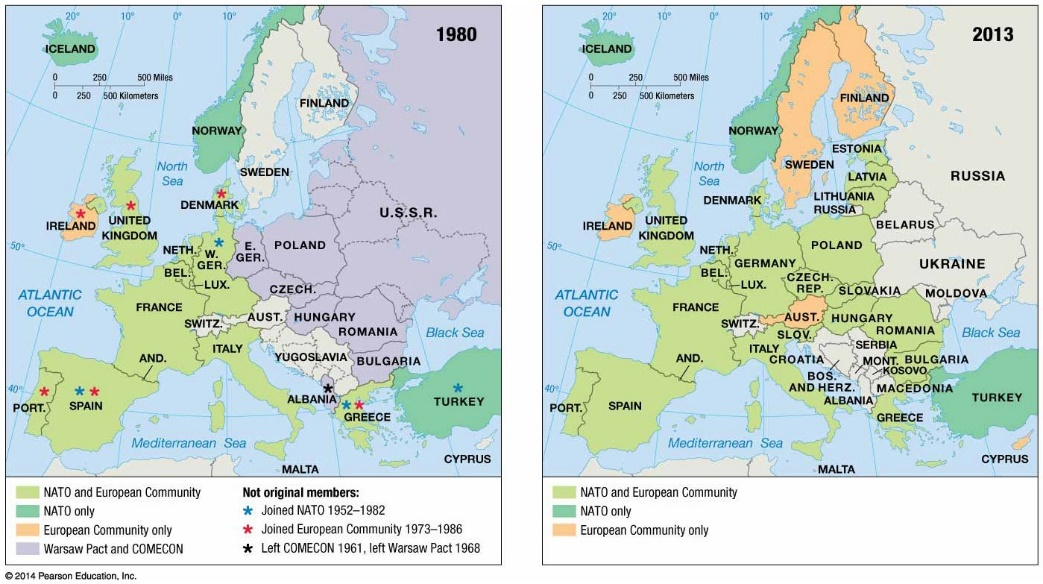 20°
10°
0°
10°
1980
ICELAND
0 250 500 Miles
0 250 500 Kilometers
FINLAND
NORWAY
North
Sea
SWEDEN
DENMARK
U.S.S.R.
IRELAND
UNITED
KINGDOM
NETH.
W.
GER.
E.
GER.
POLAND
50°
BEL.
LUX.
CZECH.
ATLANTIC
OCEAN
FRANCE
SWITZ.
AUST.
HUNGARY
ROMANIA
Black Sea
AND.
ITALY
YUGOSLAVIA
BULGARIA
40°
ALBANIA
TURKEY
PORT.
SPAIN
GREECE
Mediterranean Sea
CYPRUS
MALTA
NATO and European Community
NATO only
European Community only
Warsaw Pact and COMECON
Not original members:
* Joined NATO 1952–1982
* Joined European Community 1973–1986
* Left COMECON 1961, left Warsaw Pact 1968
20°
10°
0°
10°
2013
ICELAND
0 250 500 Miles
0 250 500 Kilometers
FINLAND
NORWAY
ESTONIA
North
Sea
SWEDEN
LATVIA
RUSSIA
DENMARK
LITHUANIA
RUSSIA
IRELAND
UNITED
KINGDOM
BELARUS
NETH.
POLAND
50°
BEL.
GERMANY
UKRAINE
LUX.
CZECH.
REP.
SLOVAKIA
MOLDOVA
ATLANTIC
OCEAN
FRANCE
SWITZ.
AUST.
HUNGARY
SLOV.
ROMANIA
Black Sea
AND.
ITALY
CROATIA
SERBIA
MONT.
BULGARIA
KOSOVO
BOS.
AND HERZ.
MACEDONIA
40°
ALBANIA
TURKEY
PORT.
SPAIN
GREECE
Mediterranean Sea
CYPRUS
MALTA
NATO and European Community
NATO only
European Community only
© 2014 Pearson Education, Inc.